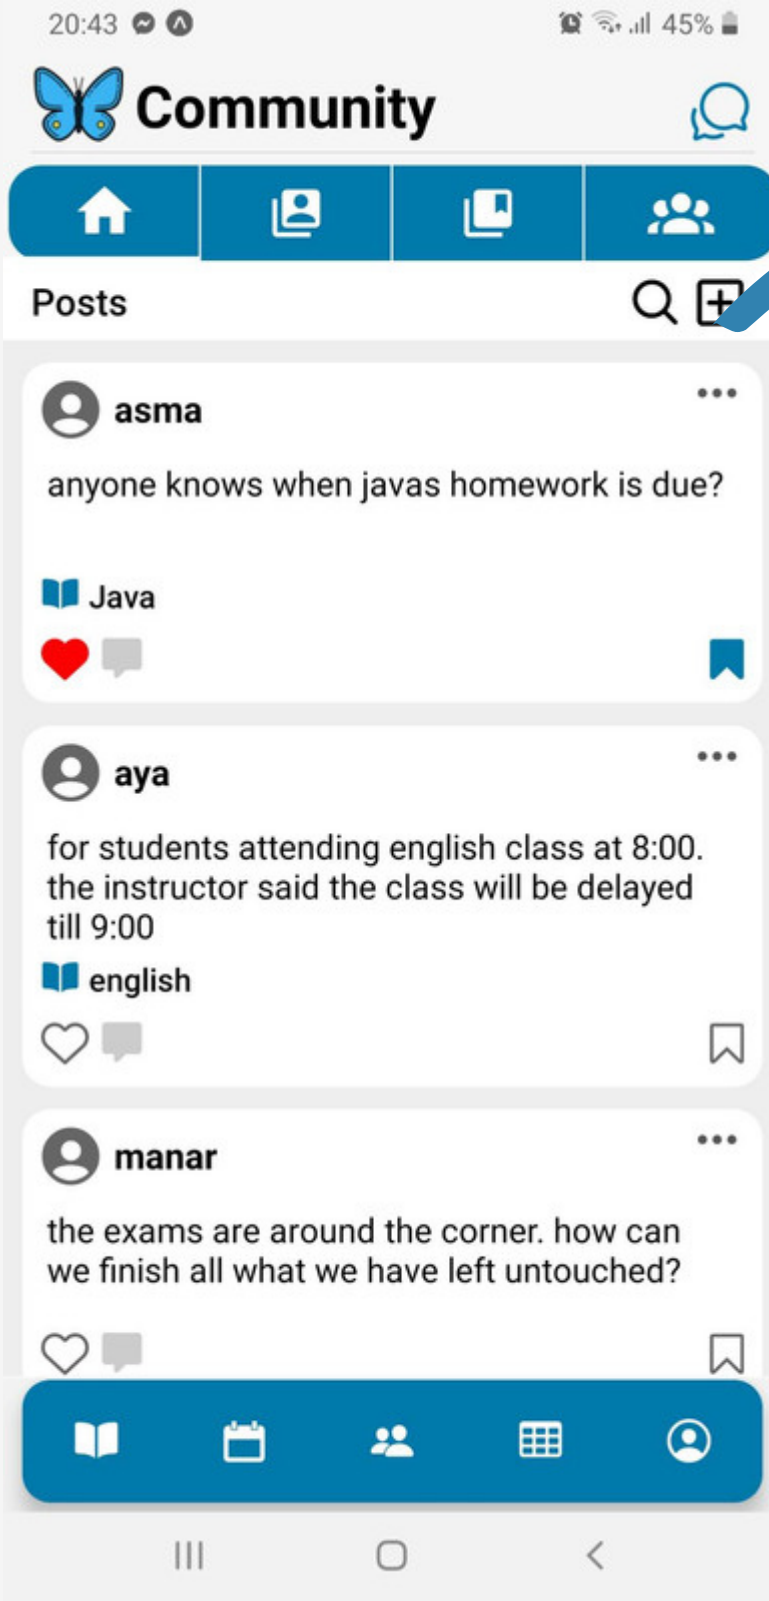 20:43
45%
Community
Posts
asma
anyone knows when javas homework is due?
Java
aya
for students attending english class at 8:00.
the instructor said the class will be delayed
till 9:00
english
manar
the exams are around the corner. how can
we finish all what we have left untouched?